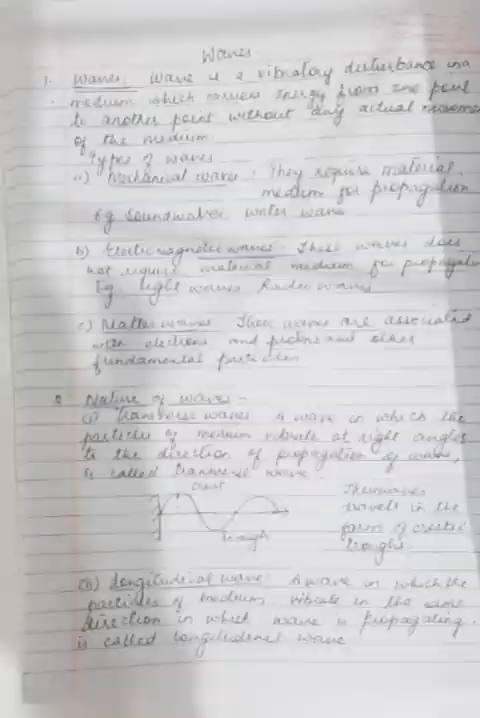 Waves
1. Waves: Wave is a vibratory disturbance in a
medium which carries energy from one point
to another point without any actual movement
of the medium
Types of waves
a) Mechanical waves: They require material
medium for propagation
Eg Soundwaves water wave
b) Electromagnetic waves: These waves does
not require material medium for propagatio
Eg. light waves Radio waves
c) Matter waves These waves are associated
with electrons and protons and other
fundamental particles
2. Nature of waves -
(i) Transverse waves A wave in which the
particles of medium vibrate at right angles
to the direction of propagation of wave,
is called transverse wave.
crest
trough
These waves
travels in the
form of crest &
troughs.
(ii) Longitudinal wave: A wave in which the
particles of medium vibrate in the same
direction in which wave is propagating.
is called longitudinal wave